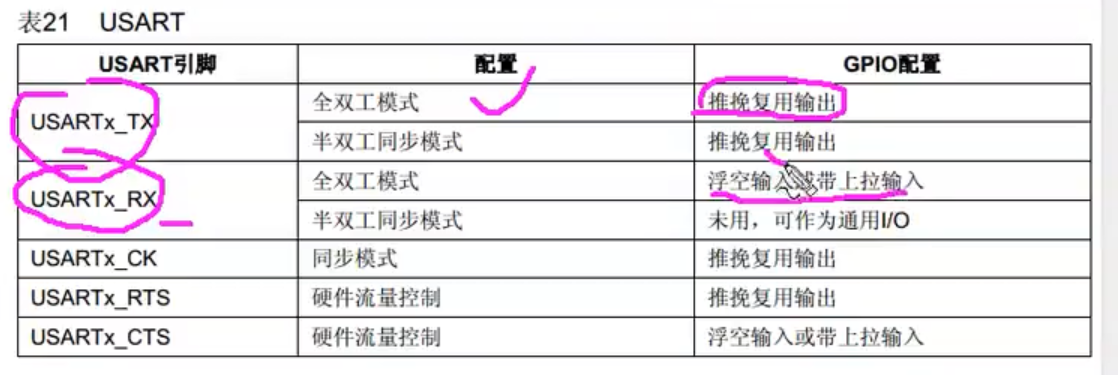 表21 USART
USART引脚 配置 GPIO配置
USARTx_TX 全双工模式 推挽复用输出
半双工同步模式 推挽复用输出
USARTx_RX 全双工模式 浮空输入或带上拉输入
半双工同步模式 未用，可作为通用I/O
USARTx_CK 同步模式 推挽复用输出
USARTx_RTS 硬件流量控制 推挽复用输出
USARTx_CTS 硬件流量控制 浮空输入或带上拉输入